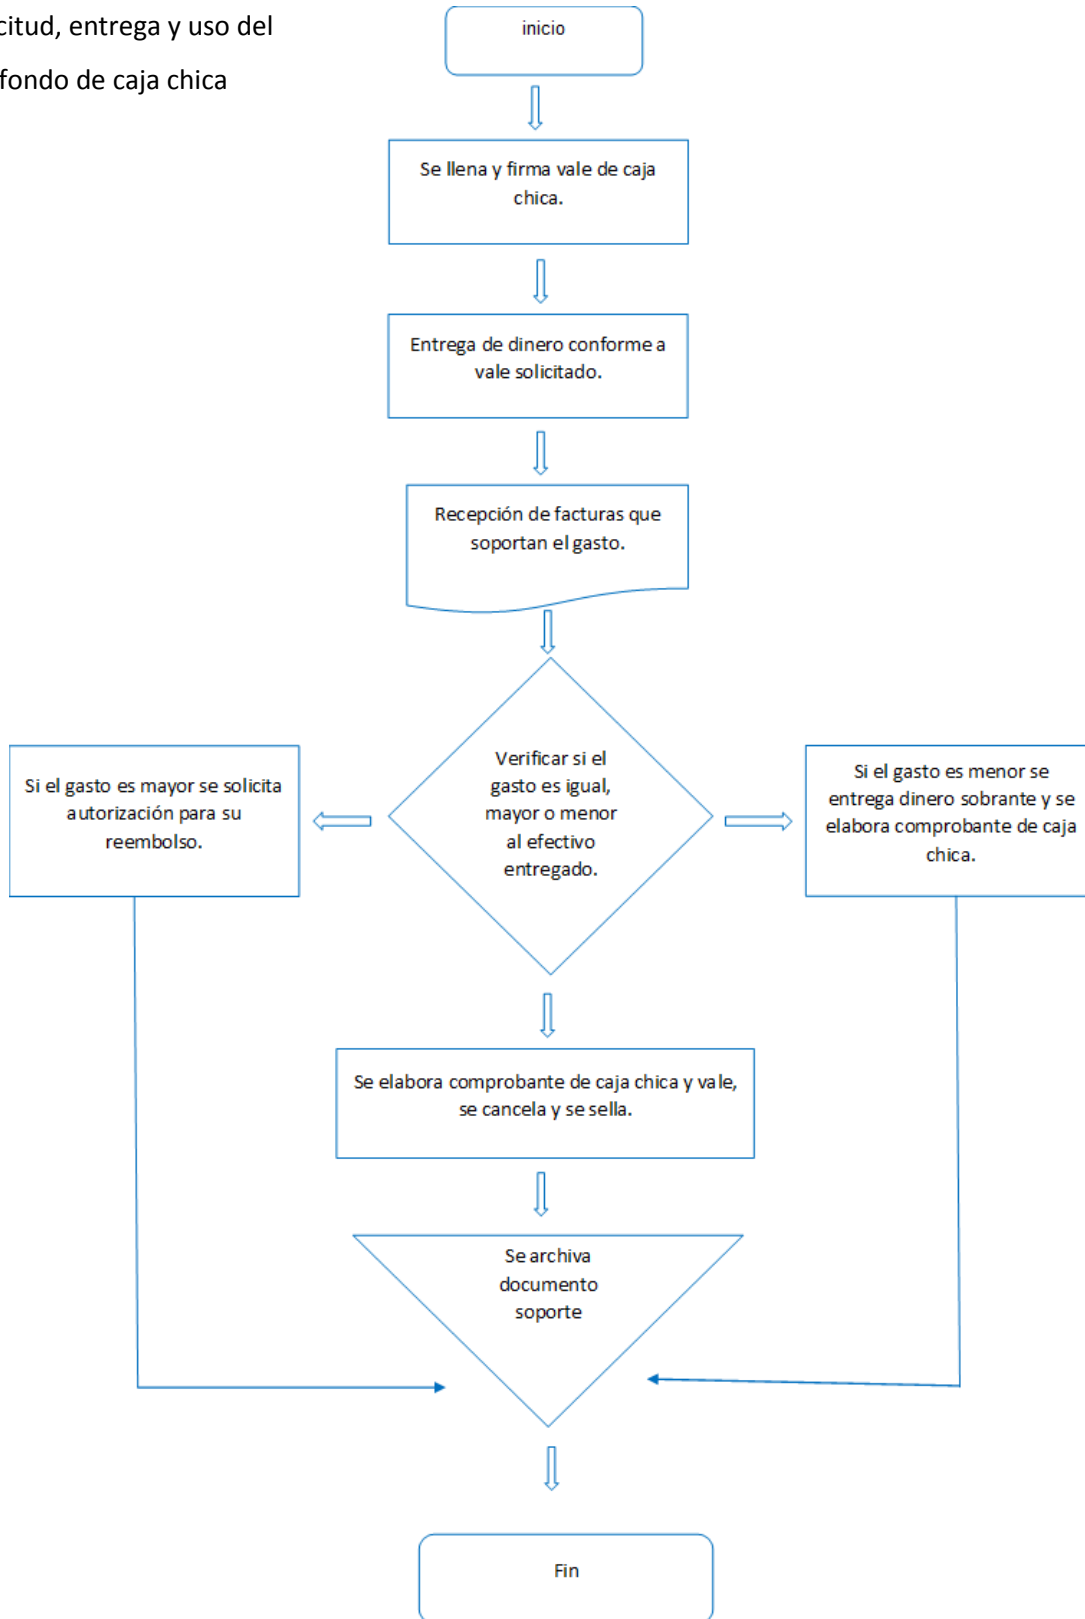 citud, entrega y uso del
fondo de caja chica
inicio
Se llena y firma vale de caja
chica.
Entrega de dinero conforme a
vale solicitado.
Recepción de facturas que
soportan el gasto.
Verificar si el
gasto es igual,
mayor o menor
al efectivo
entregado.
Si el gasto es mayor se solicita
autorización para su
reembolso.
Si el gasto es menor se
entrega dinero sobrante y se
elabora comprobante de caja
chica.
Se elabora comprobante de caja chica y vale,
se cancela y se sella.
Se archiva
documento
soporte
Fin